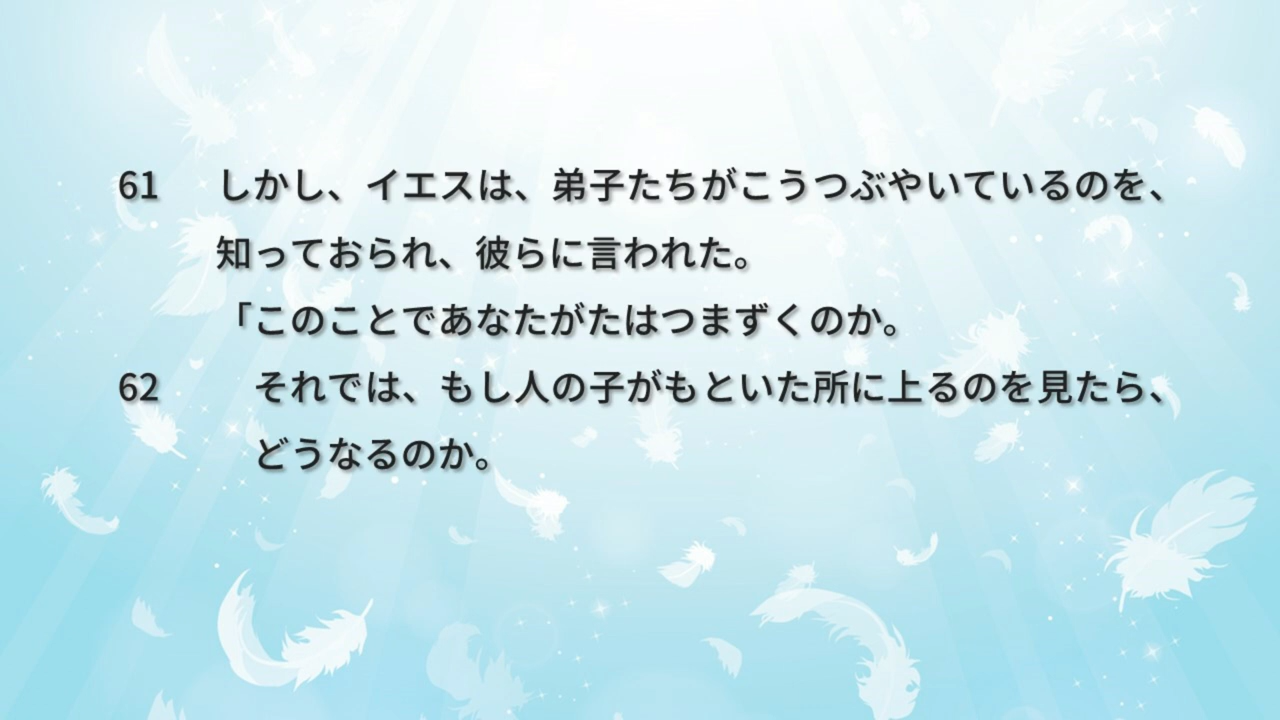 61 しかし、イエスは、弟子たちがこうつぶやいているのを、
知っておられ、彼らに言われた。
「このことであなたがたはつまずくのか。
62 それでは、もし人の子がもといた所に上るのを見たら、
どうなるのか。